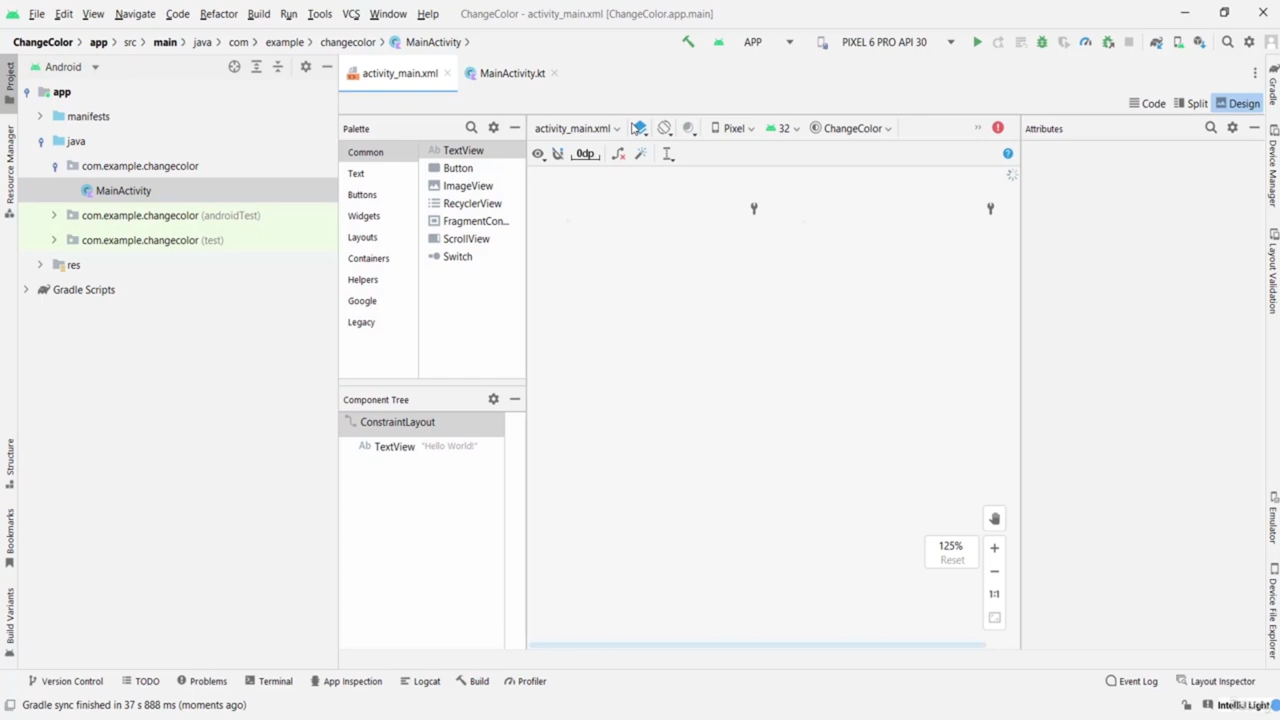 File Edit View Navigate Code Refactor Build Run Tools VCS Window Help ChangeColor - activity_main.xml [ChangeColor.app.main]
ChangeColor app src main java com example changecolor MainActivity APP PIXEL 6 PRO API 30
Project
Resource Manager
Structure
Bookmarks
Build Variants
Android
app
manifests
java
com.example.changecolor
MainActivity
com.example.changecolor (androidTest)
com.example.changecolor (test)
res
Gradle Scripts
activity_main.xml MainActivity.kt
Code Split Design
Palette
Common
Text
Buttons
Widgets
Layouts
Containers
Helpers
Google
Legacy
Ab TextView
Button
ImageView
RecyclerView
FragmentCon...
ScrollView
Switch
Component Tree
ConstraintLayout
Ab TextView "Hello World!"
activity_main.xml Pixel 32 ChangeColor
0dp
125%
Reset
1:1
Attributes
Gradle
Device Manager
Layout Validation
Emulator
Device File Explorer
Version Control TODO Problems Terminal App Inspection Logcat Build Profiler Event Log Layout Inspector
Gradle sync finished in 37 s 888 ms (moments ago) IntelliJ Light